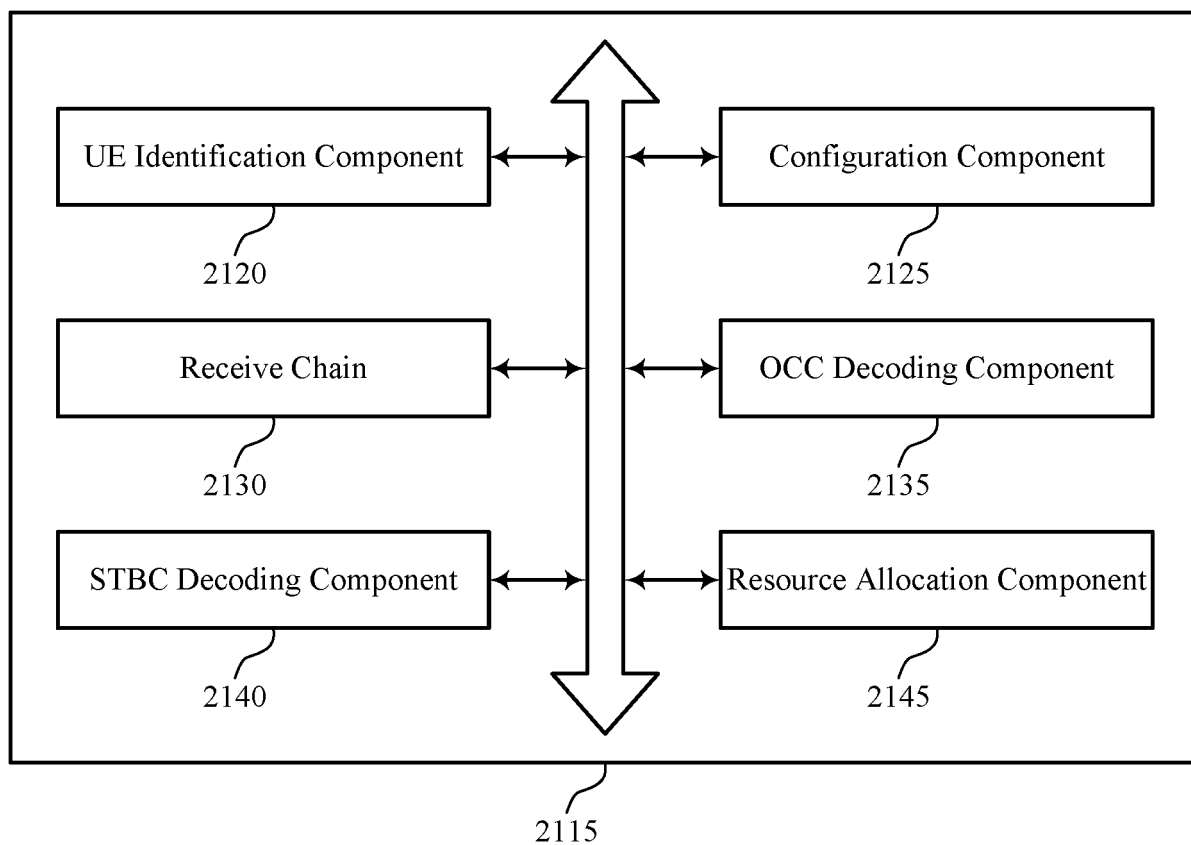 UE Identification Component
Configuration Component
2120
2125
Receive Chain
OCC Decoding Component
2130
2135
STBC Decoding Component
Resource Allocation Component
2140
2145
2115